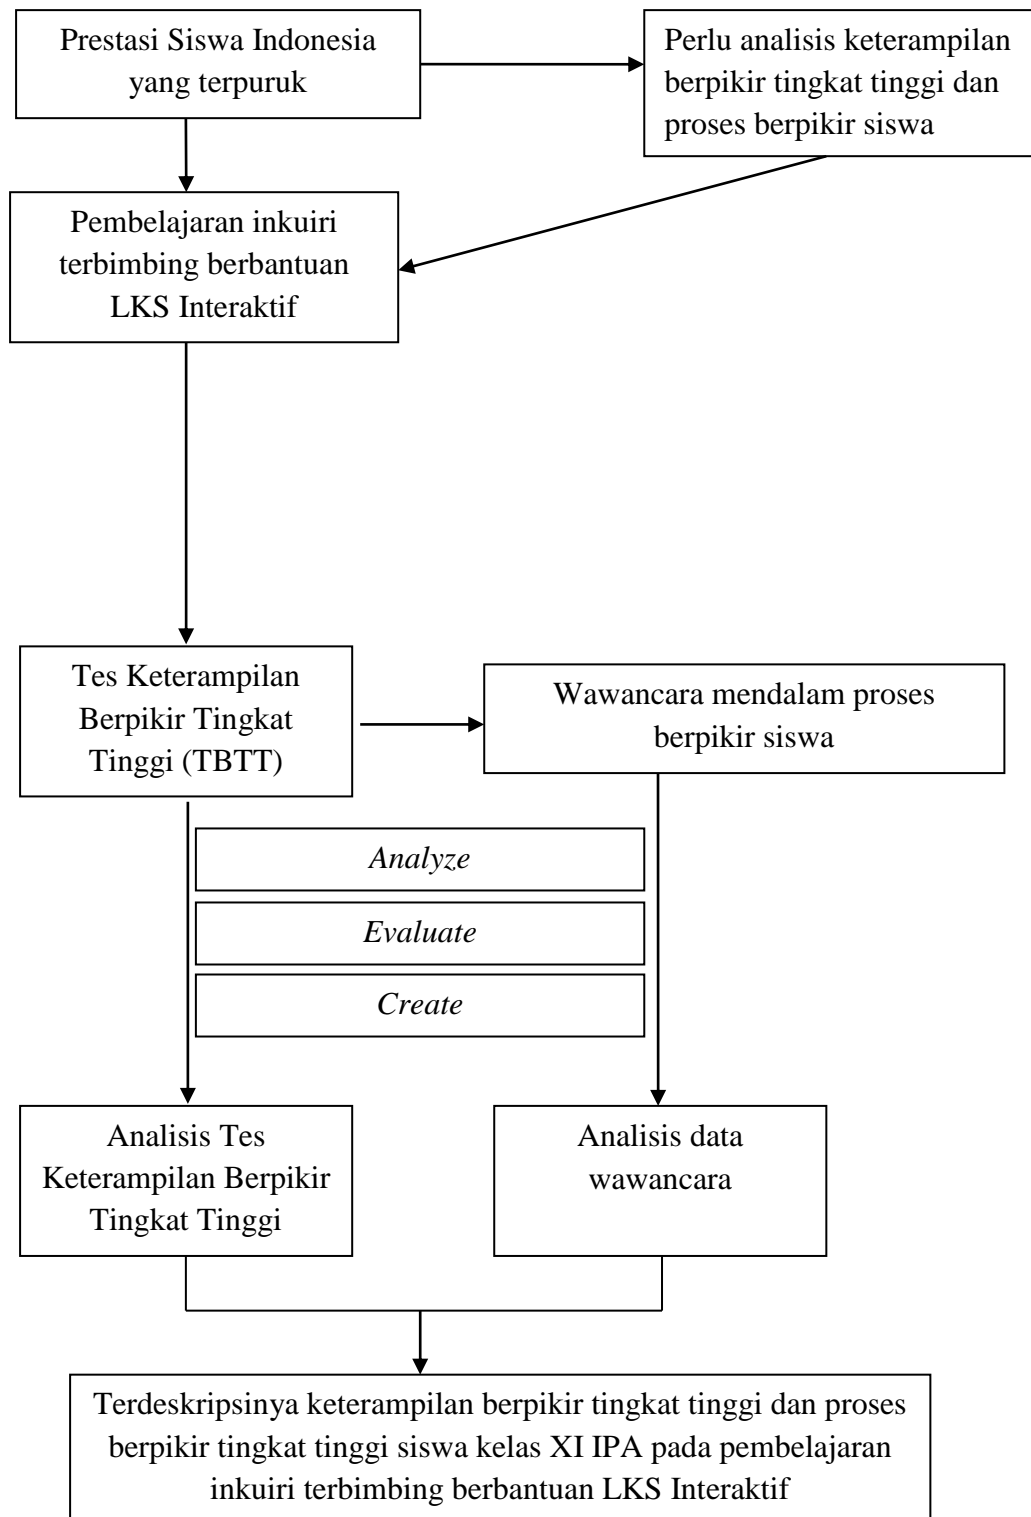 Prestasi Siswa Indonesia
yang terpuruk
Perlu analisis keterampilan
berpikir tingkat tinggi dan
proses berpikir siswa
Pembelajaran inkuiri
terbimbing berbantuan
LKS Interaktif
Tes Keterampilan
Berpikir Tingkat
Tinggi (TBTT)
Wawancara mendalam proses
berpikir siswa
Analyze
Evaluate
Create
Analisis Tes
Keterampilan Berpikir
Tingkat Tinggi
Analisis data
wawancara
Terdeskripsinya keterampilan berpikir tingkat tinggi dan proses
berpikir tingkat tinggi siswa kelas XI IPA pada pembelajaran
inkuiri terbimbing berbantuan LKS Interaktif